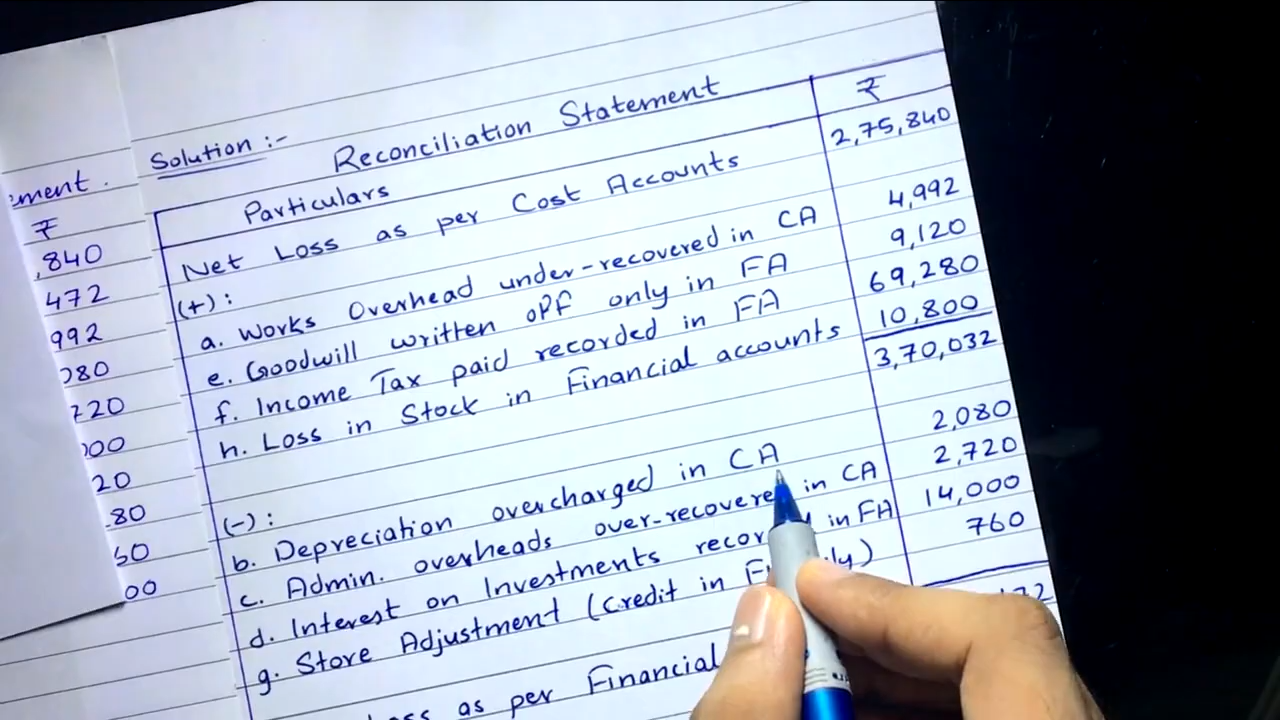 ement.
₹
,840
472
992
080
720
00
20
80
60
00
Solution :-
Reconciliation Statement
Particulars ₹
Net Loss as per Cost Accounts 2,75,840
(+) :
a. Works Overhead under-recovered in CA 4,992
e. Goodwill written off only in FA 9,120
f. Income Tax paid recorded in FA 69,280
h. Loss in Stock in Financial accounts 10,800
3,70,032
(-) :
b. Depreciation overcharged in CA 2,080
c. Admin. overheads over-recovered in CA 2,720
d. Interest on Investments in FA 14,000
g. Store Adjustment (Credit in 760
as per Financial